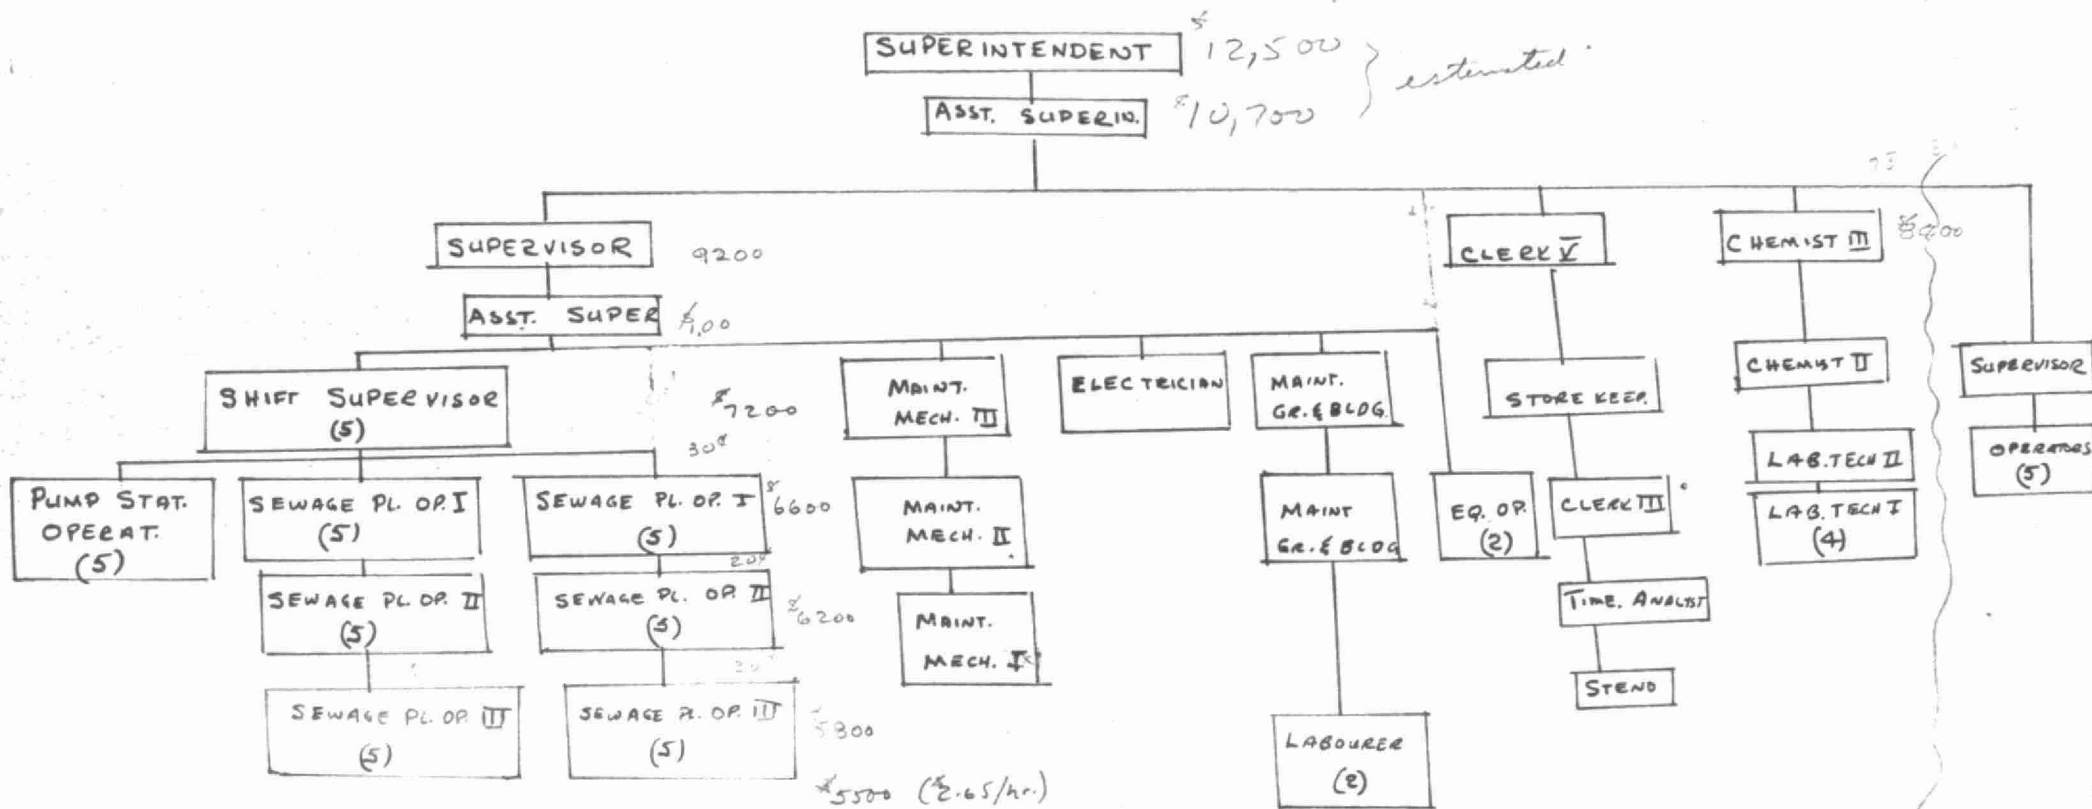 SUPERINTENDENT $12,500
ASST. SUPERIN. $10,700
} estimated.
SUPERVISOR 9200
CLERK V
CHEMIST III
ASST. SUPER
SHIFT SUPERVISOR
(5)
$7200
MAINT.
MECH. III
ELECTRICIAN
MAINT.
GR. & BLDG.
STORE KEEP.
CHEMIST II
SUPERVISOR
30¢
PUMP STAT.
OPERAT.
(5)
SEWAGE PL. OP. I
(5)
SEWAGE PL. OP. I
(5)
$6600
MAINT.
MECH. II
MAINT
GR. & BLDG
EQ. OP.
(2)
CLERK III
LAB. TECH II
LAB. TECH I
(4)
OPERATORS
(5)
20¢
SEWAGE PL. OP. II
(5)
SEWAGE PL. OP. II
(5)
$6200
MAINT.
MECH. I
TIME. ANALYST
STENO
SEWAGE PL. OP. III
(5)
SEWAGE PL. OP. III
(5)
LABOURER
(2)
$5500 ($2.65/hr.)